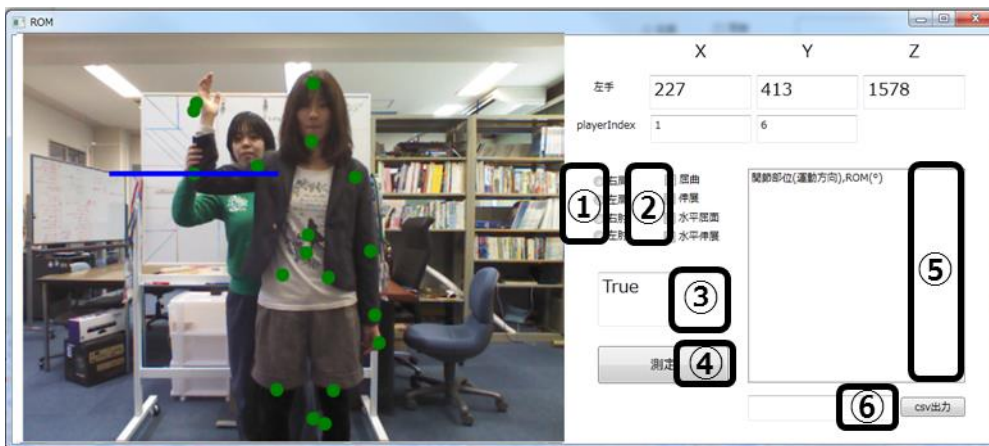 ROM
X Y Z
左手 227 413 1578
playerIndex 1 6
屈曲
伸展
水平屈面
水平伸展
① ②
関節部位(運動方向),ROM(°)
True
③
⑤
測定
④
⑥
csv出力